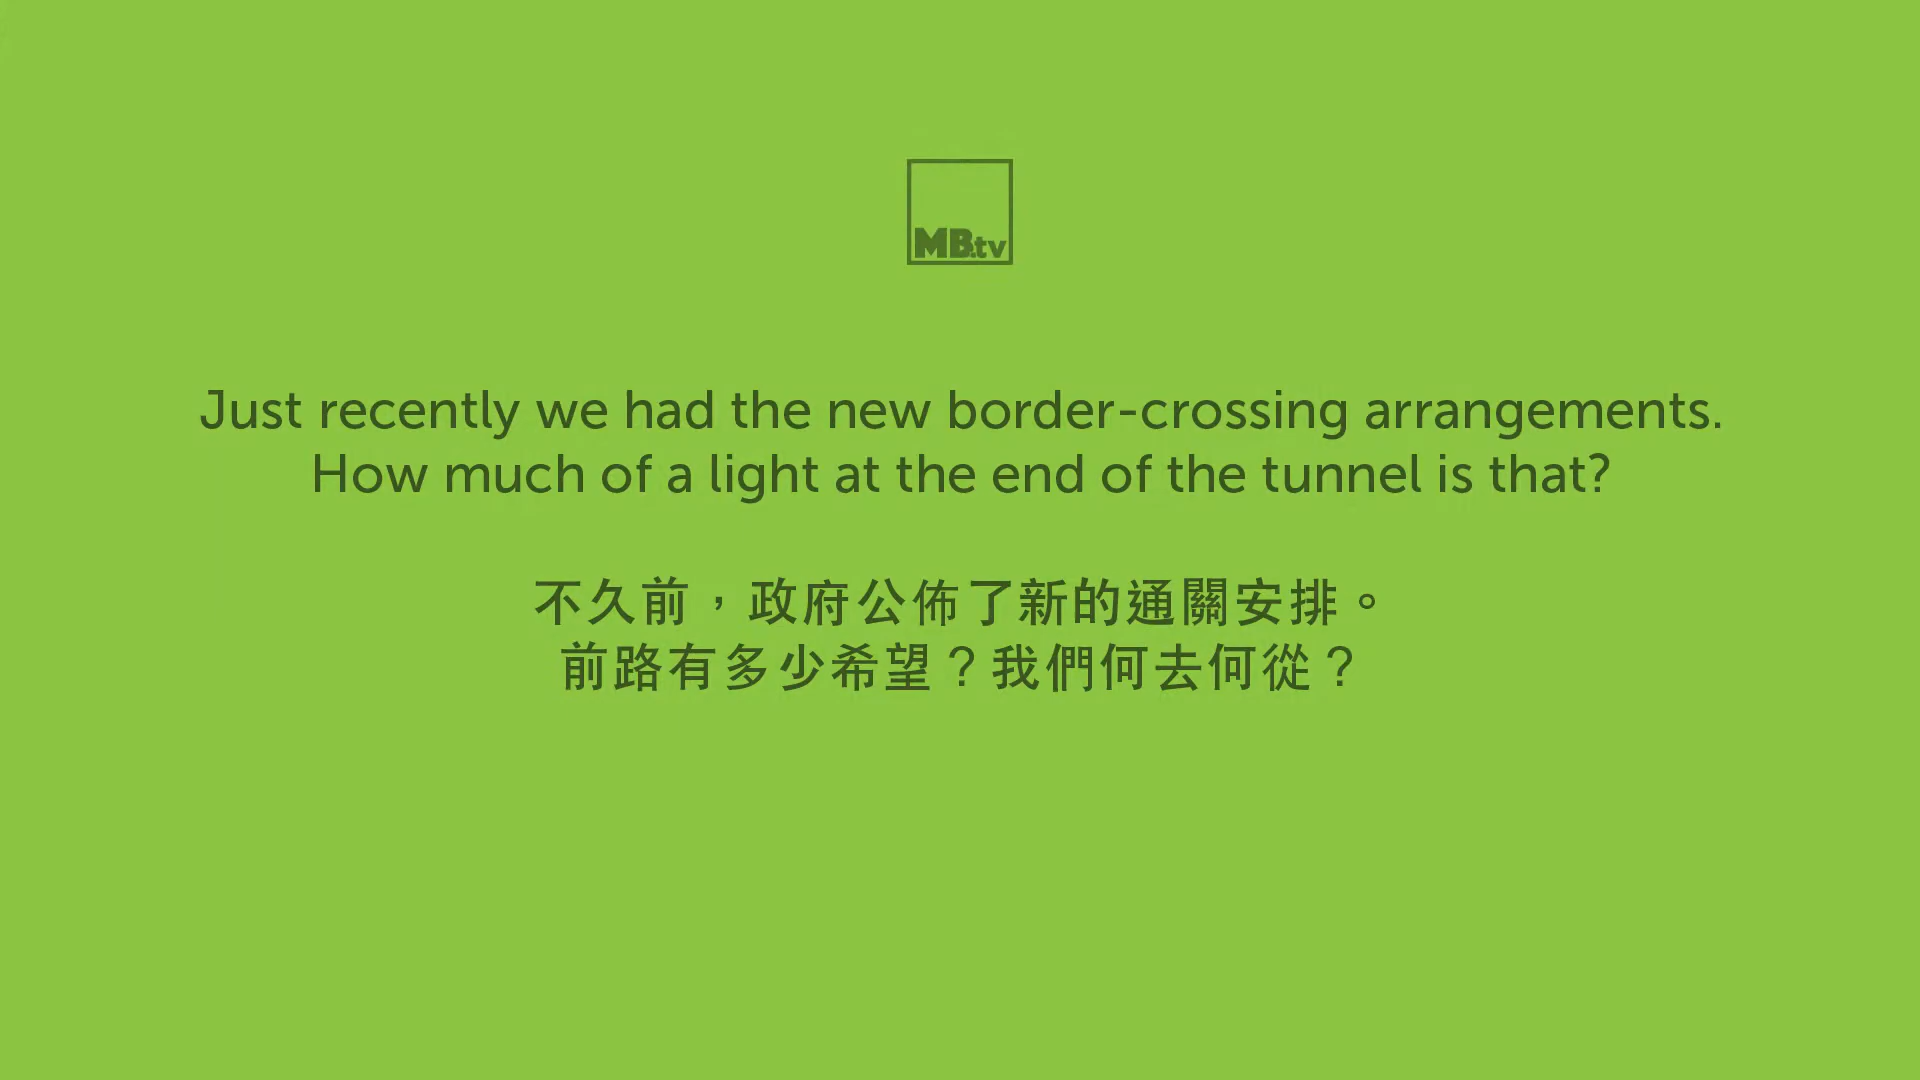 MB.tv
Just recently we had the new border-crossing arrangements.
How much of a light at the end of the tunnel is that?
不久前，政府公佈了新的通關安排。
前路有多少希望？我們何去何從？